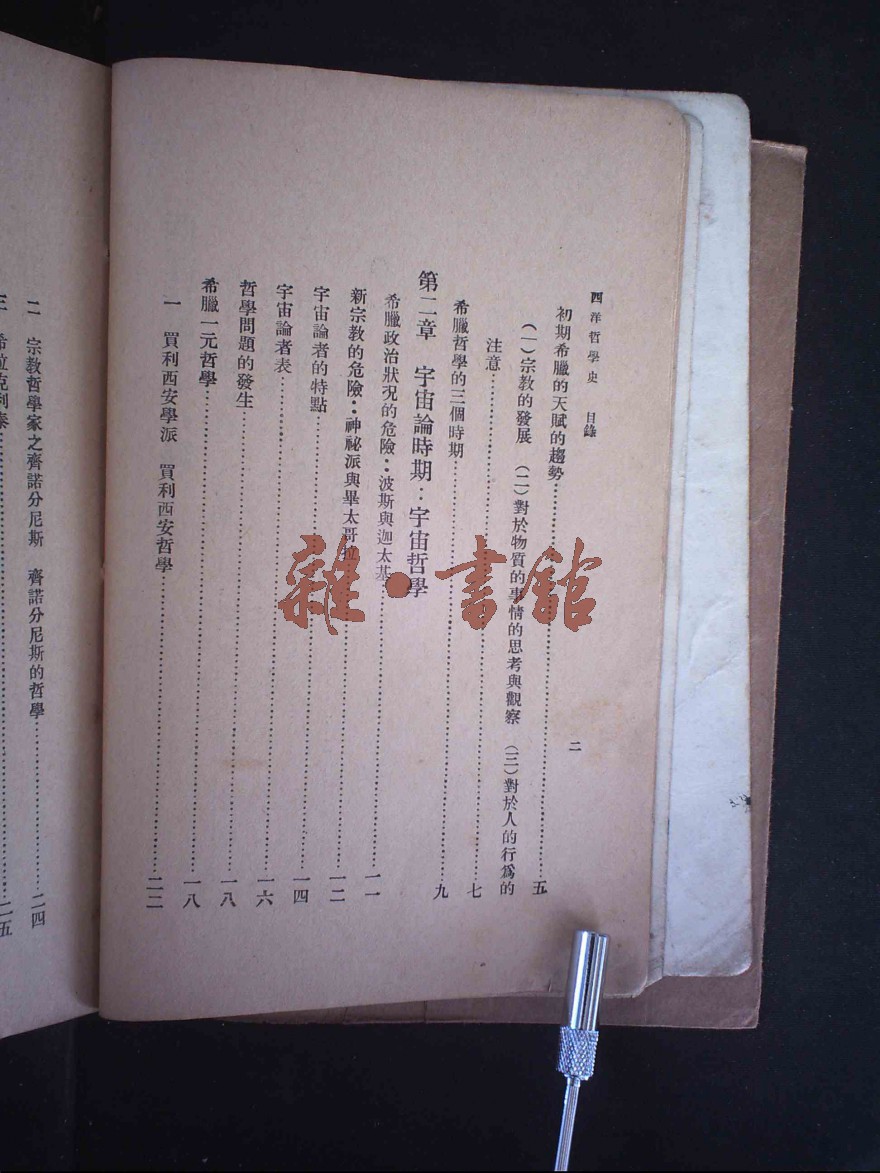 西洋哲學史　目錄
二
初期希臘的天賦的趨勢……五
（一）宗教的發展　（二）對於物質的事情的思考與觀察　（三）對於人的行爲的
注意……七
希臘哲學的三個時期……九
第二章　宇宙論時期：宇宙哲學
希臘政治狀況的危險：波斯與迦太基……一一
新宗教的危險：神祕派與畢太哥拉……一二
宇宙論者的特點……一四
宇宙論者表……一六
哲學問題的發生……一八
希臘一元哲學……一八
一　買利西安學派　買利西安哲學……二二
二　宗教哲學家之齊諾分尼斯　齊諾分尼斯的哲學……二四
三　希拉克利泰……二五
雜·書館